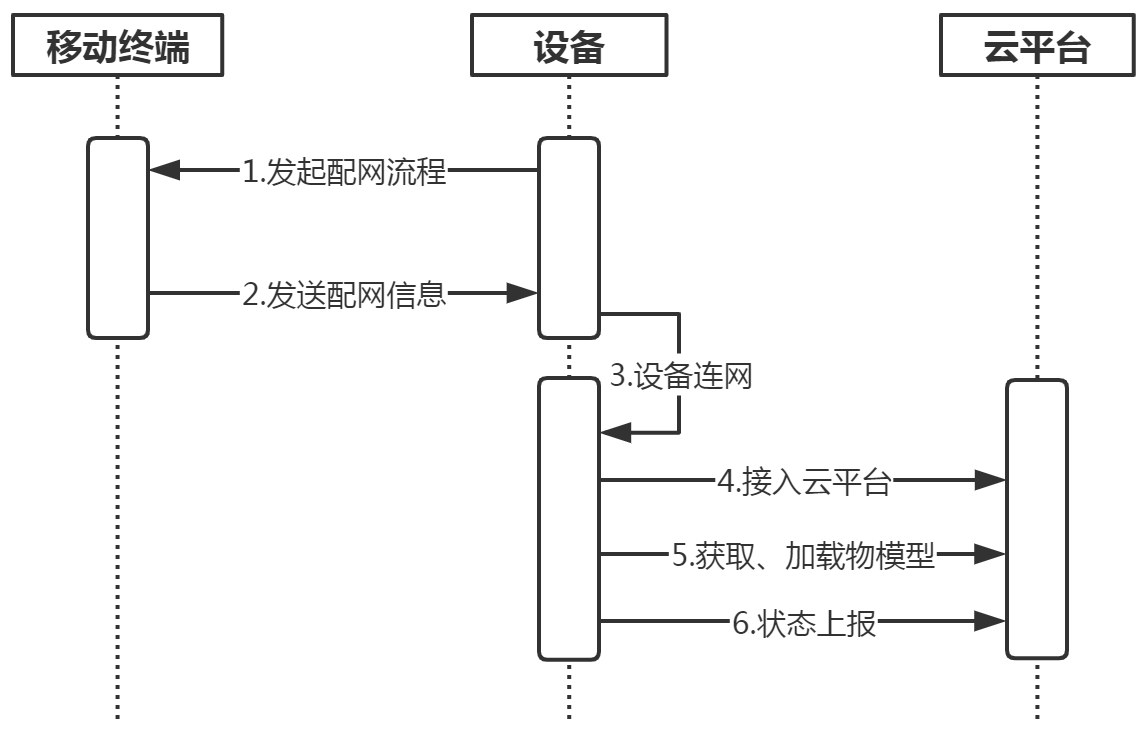 移动终端
设备
云平台
1.发起配网流程
2.发送配网信息
3.设备连网
4.接入云平台
5.获取、加载物模型
6.状态上报